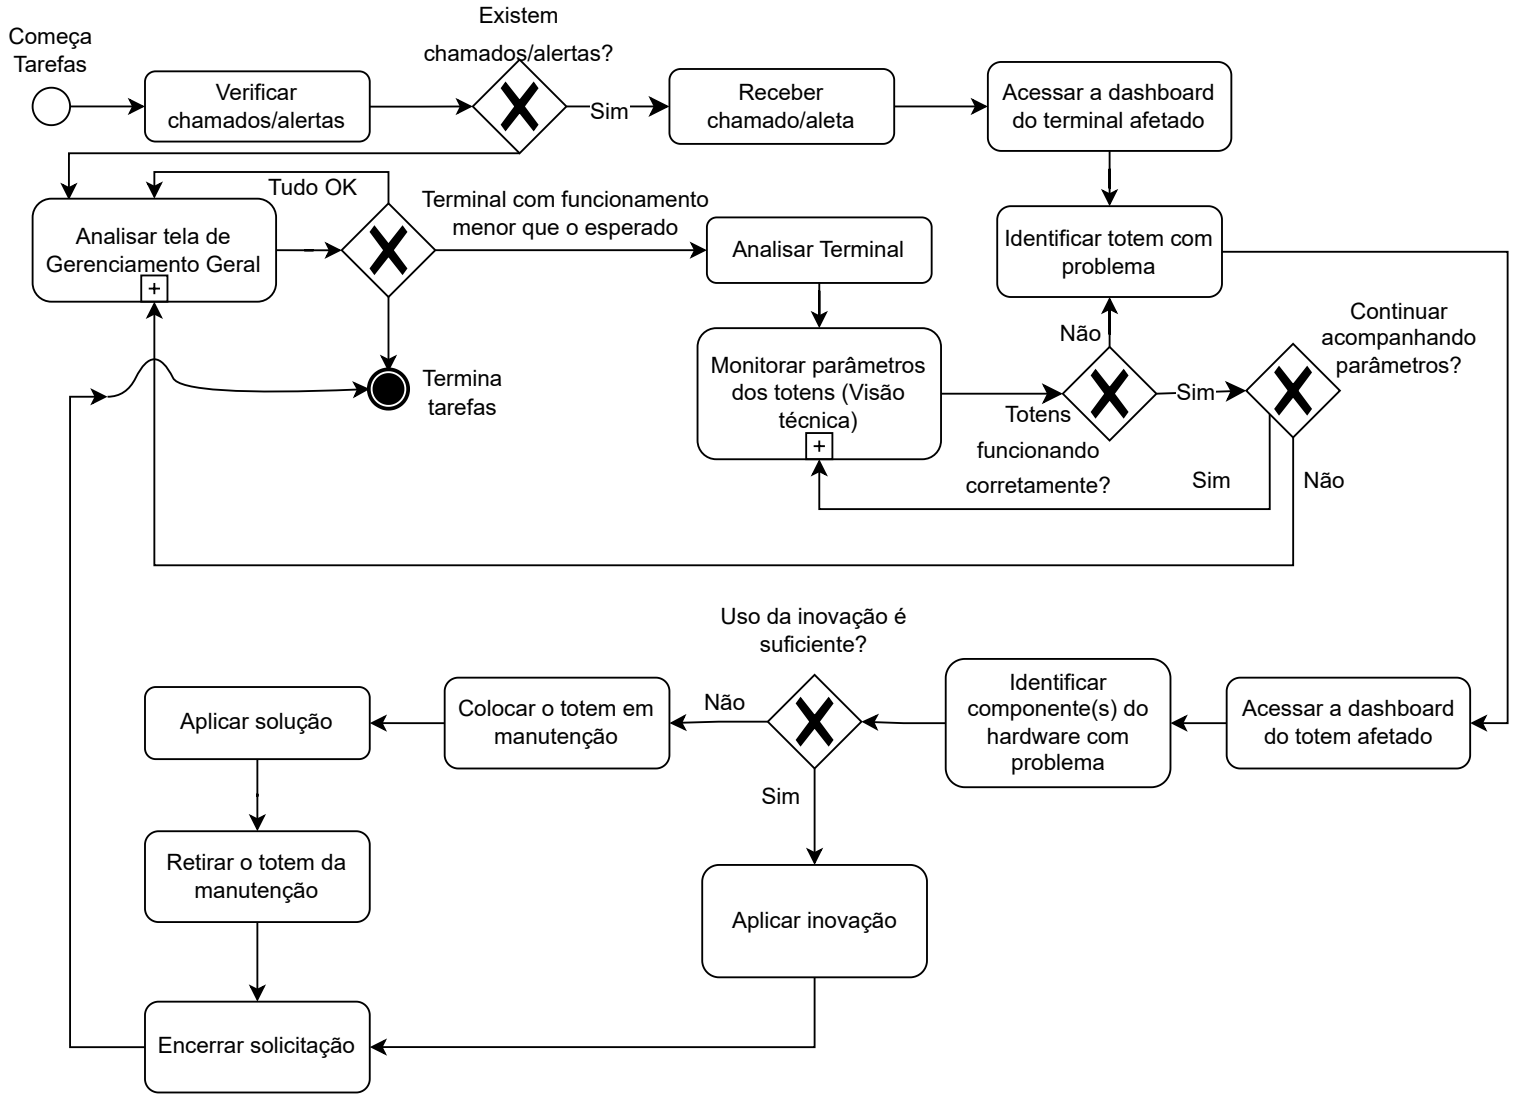 Existem
chamados/alertas?
Começa
Tarefas
Verificar
chamados/alertas
Sim
Receber
chamado/aleta
Acessar a dashboard
do terminal afetado
Tudo OK
Analisar tela de
Gerenciamento Geral
+
Terminal com funcionamento
menor que o esperado
Analisar Terminal
Identificar totem com
problema
Termina
tarefas
Monitorar parâmetros
dos totens (Visão
técnica)
+
Não
Totens
funcionando
corretamente?
Sim
Continuar
acompanhando
parâmetros?
Sim
Não
Uso da inovação é
suficiente?
Aplicar solução
Colocar o totem em
manutenção
Não
Sim
Identificar
componente(s) do
hardware com
problema
Acessar a dashboard
do totem afetado
Retirar o totem da
manutenção
Aplicar inovação
Encerrar solicitação